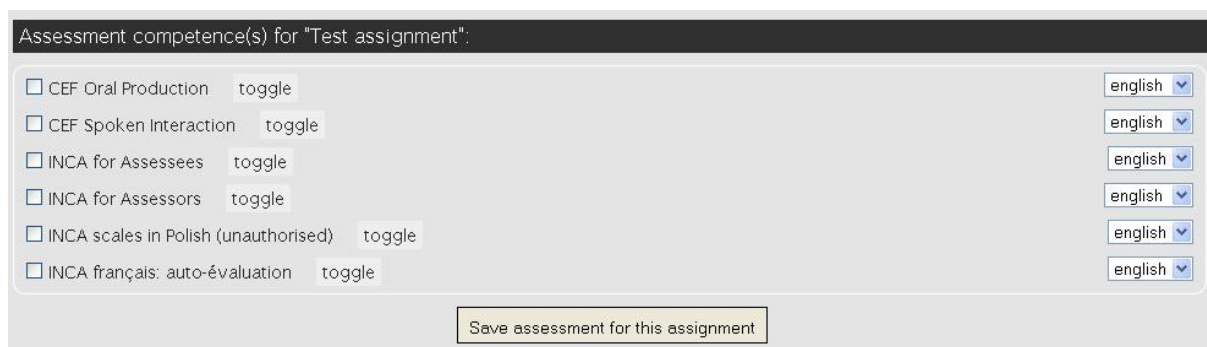 Assessment competence(s) for "Test assignment":
CEF Oral Production toggle english
CEF Spoken Interaction toggle english
INCA for Assessees toggle english
INCA for Assessors toggle english
INCA scales in Polish (unauthorised) toggle english
INCA français: auto-évaluation toggle english
Save assessment for this assignment